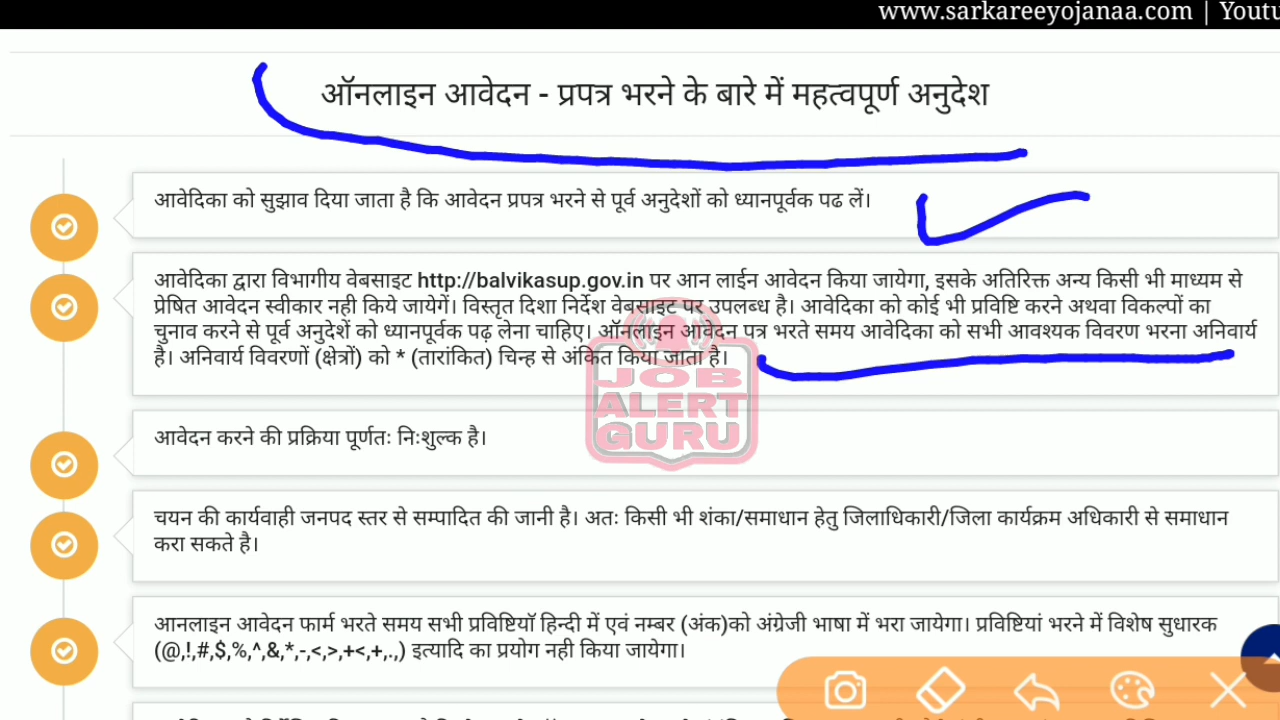 www.sarkareeyojanaa.com | Youtu
ऑनलाइन आवेदन - प्रपत्र भरने के बारे में महत्वपूर्ण अनुदेश
आवेदिका को सुझाव दिया जाता है कि आवेदन प्रपत्र भरने से पूर्व अनुदेशों को ध्यानपूर्वक पढ लें।
आवेदिका द्वारा विभागीय वेबसाइट http://balvikasup.gov.in पर आन लाईन आवेदन किया जायेगा, इसके अतिरिक्त अन्य किसी भी माध्यम से
प्रेषित आवेदन स्वीकार नही किये जायेगें। विस्तृत दिशा निर्देश वेबसाइट पर उपलब्ध है। आवेदिका को कोई भी प्रविष्टि करने अथवा विकल्पों का
चुनाव करने से पूर्व अनुदेशें को ध्यानपूर्वक पढ़ लेना चाहिए। ऑनलाइन आवेदन पत्र भरते समय आवेदिका को सभी आवश्यक विवरण भरना अनिवार्य
है। अनिवार्य विवरणों (क्षेत्रों) को * (तारांकित) चिन्ह से अंकित किया जाता है।
JOB
ALERT
GURU
आवेदन करने की प्रक्रिया पूर्णतः निःशुल्क है।
चयन की कार्यवाही जनपद स्तर से सम्पादित की जानी है। अतः किसी भी शंका/समाधान हेतु जिलाधिकारी/जिला कार्यक्रम अधिकारी से समाधान
करा सकते है।
आनलाइन आवेदन फार्म भरते समय सभी प्रविष्टियॉ हिन्दी में एवं नम्बर (अंक)को अंग्रेजी भाषा में भरा जायेगा। प्रविष्टियां भरने में विशेष सुधारक
(@,!,#,$,%,^,&,*,-,<,>,+<,+,.,) इत्यादि का प्रयोग नही किया जायेगा।